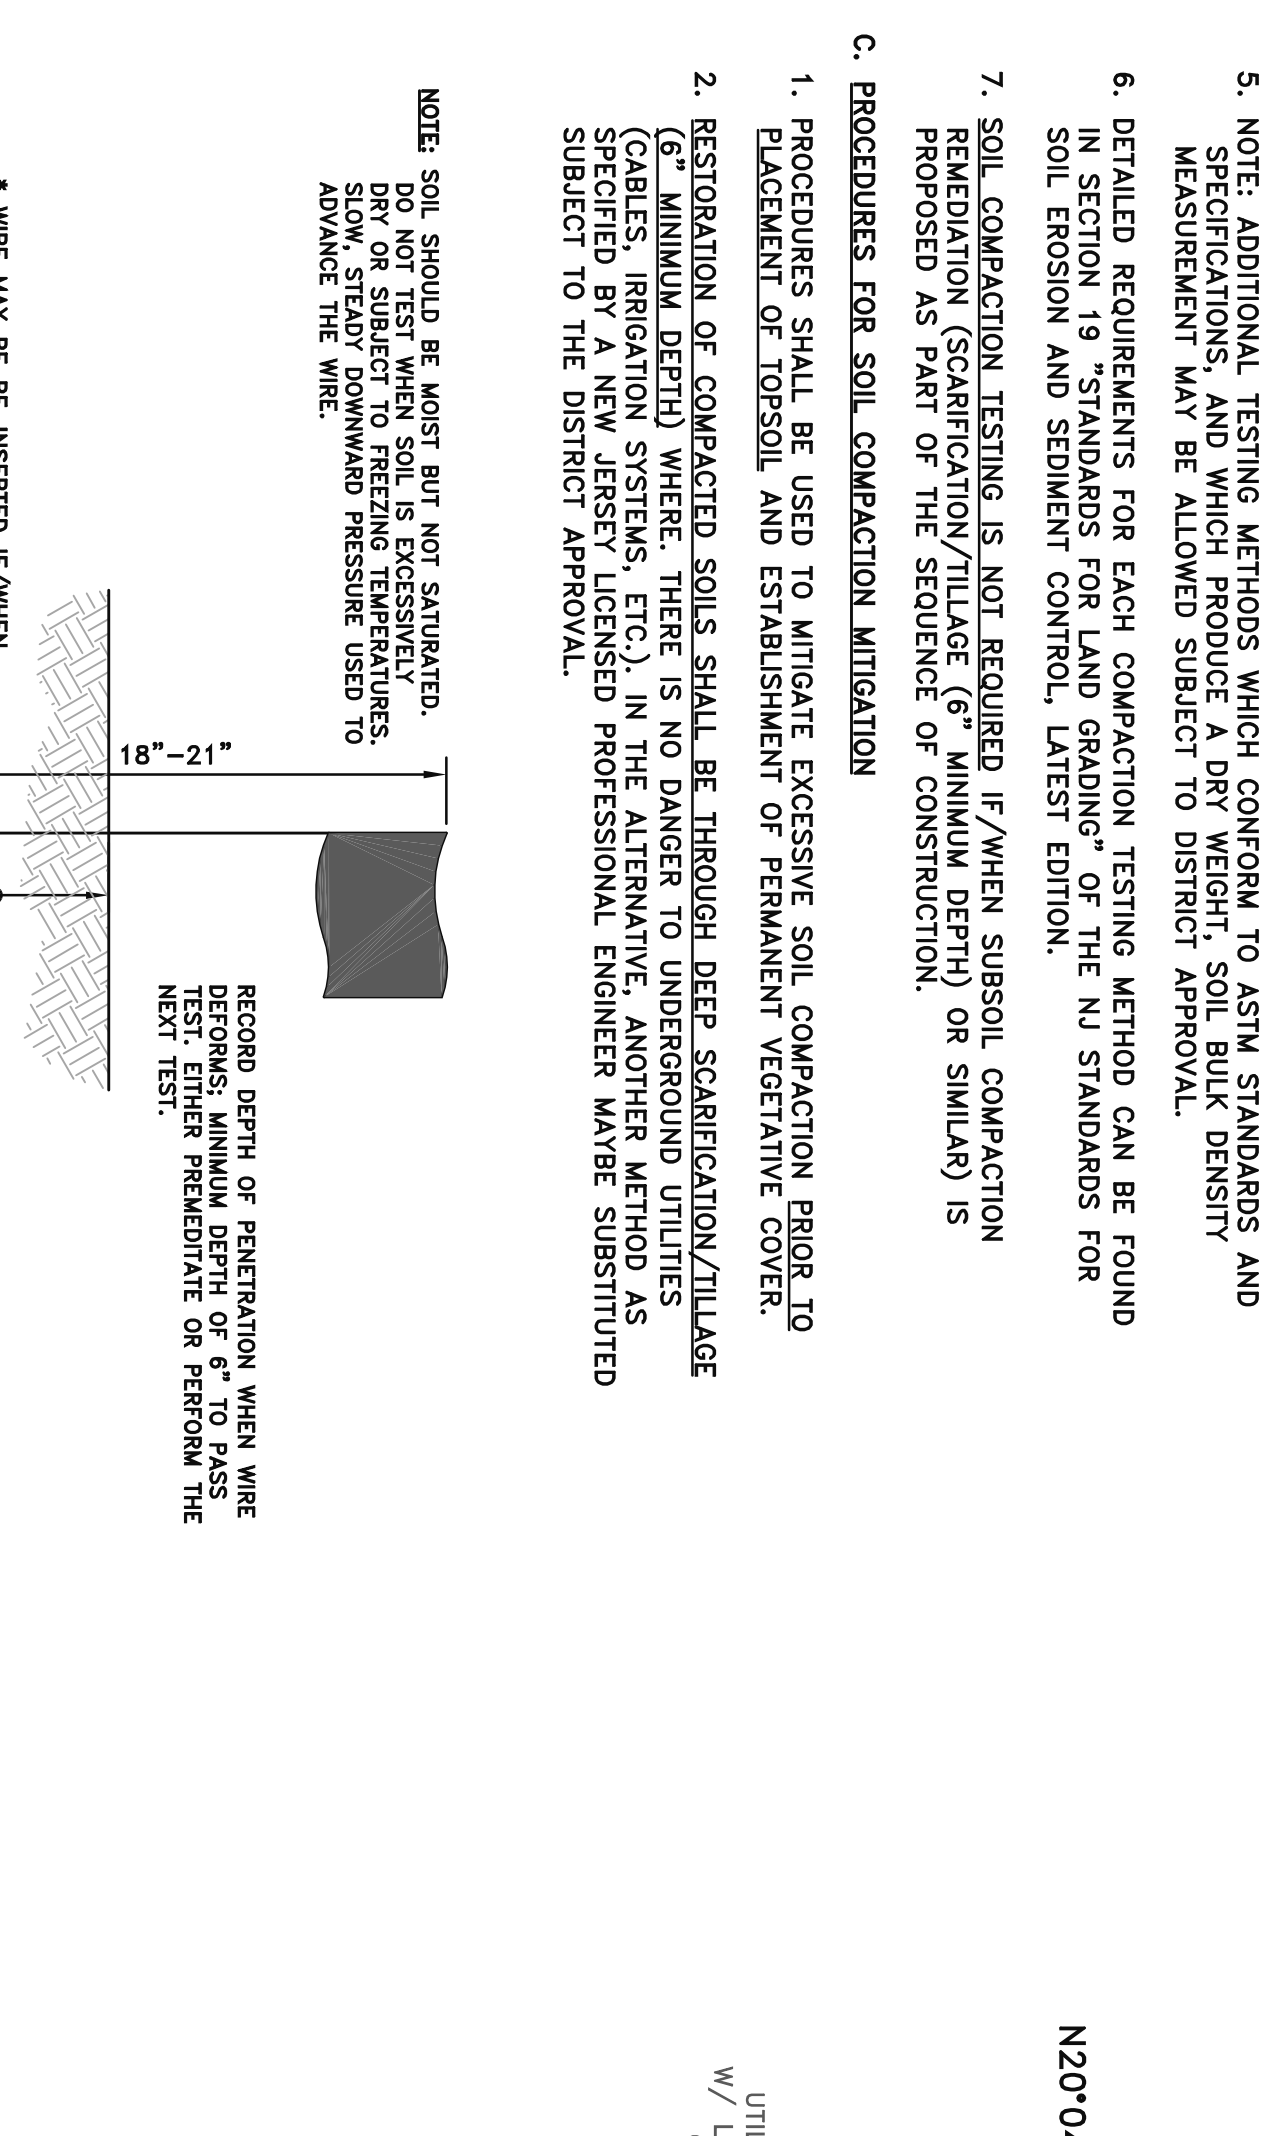 5. NOTE: ADDITIONAL TESTING METHODS WHICH CONFORM TO ASTM STANDARDS AND
SPECIFICATIONS, AND WHICH PRODUCE A DRY WEIGHT, SOIL BULK DENSITY
MEASUREMENT MAY BE ALLOWED SUBJECT TO DISTRICT APPROVAL.
6. DETAILED REQUIREMENTS FOR EACH COMPACTION TESTING METHOD CAN BE FOUND
IN SECTION 19 "STANDARDS FOR LAND GRADING" OF THE NJ STANDARDS FOR
SOIL EROSION AND SEDIMENT CONTROL, LATEST EDITION.
7. SOIL COMPACTION TESTING IS NOT REQUIRED IF/WHEN SUBSOIL COMPACTION
REMEDIATION (SCARIFICATION/TILLAGE (6" MINIMUM DEPTH) OR SIMILAR) IS
PROPOSED AS PART OF THE SEQUENCE OF CONSTRUCTION.
C. PROCEDURES FOR SOIL COMPACTION MITIGATION
1. PROCEDURES SHALL BE USED TO MITIGATE EXCESSIVE SOIL COMPACTION PRIOR TO
PLACEMENT OF TOPSOIL AND ESTABLISHMENT OF PERMANENT VEGETATIVE COVER.
2. RESTORATION OF COMPACTED SOILS SHALL BE THROUGH DEEP SCARIFICATION/TILLAGE
(6" MINIMUM DEPTH) WHERE. THERE IS NO DANGER TO UNDERGROUND UTILITIES
(CABLES, IRRIGATION SYSTEMS, ETC.). IN THE ALTERNATIVE, ANOTHER METHOD AS
SPECIFIED BY A NEW JERSEY LICENSED PROFESSIONAL ENGINEER MAYBE SUBSTITUTED
SUBJECT TO THE DISTRICT APPROVAL.
NOTE: SOIL SHOULD BE MOIST BUT NOT SATURATED.
DO NOT TEST WHEN SOIL IS EXCESSIVELY
DRY OR SUBJECT TO FREEZING TEMPERATURES.
SLOW, STEADY DOWNWARD PRESSURE USED TO
ADVANCE THE WIRE.
18"-21"
RECORD DEPTH OF PENETRATION WHEN WIRE
DEFORMS; MINIMUM DEPTH OF 6" TO PASS
TEST. EITHER PREMEDITATE OR PERFORM THE
NEXT TEST.
* WIRE MAY BE RE INSERTED IF/WHEN
N20°04
UTIL
W/ L